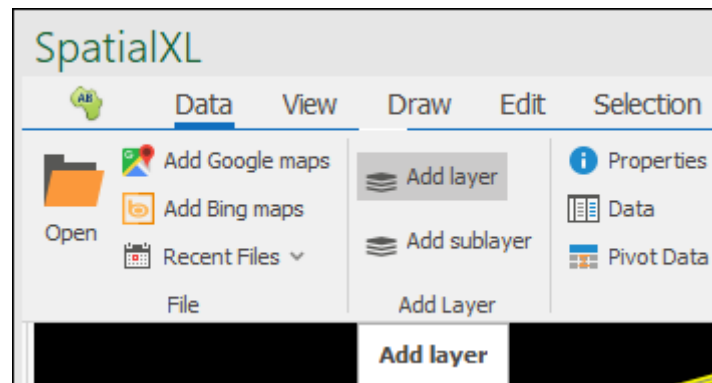 SpatialXL
AB
Data View Draw Edit Selection
Open
Add Google maps
Add Bing maps
Recent Files
File
Add layer
Add sublayer
Add Layer
Properties
Data
Pivot Data
Add layer